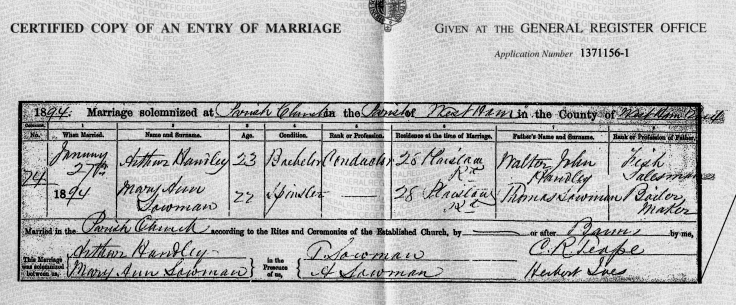 CERTIFIED COPY OF AN ENTRY OF MARRIAGE
GIVEN AT THE GENERAL REGISTER OFFICE
Application Number 1371156-1
1894. Marriage solemnized at Parish Church in the Parish of West Ham in the County of
No. When Married. Name and Surname. Age. Condition. Rank or Profession. Residence at the time of Marriage. Father's Name and Surname. Rank or Profession of Father.
74 January 27th 1894
Arthur Handley 23 Bachelor Conductor 28 Plaistow Rd Walton John Handley Fish Salesman
Mary Ann Sowman 22 Spinster — 28 Plaistow Rd Thomas Sowman Boiler Maker
Married in the Parish Church according to the Rites and Ceremonies of the Established Church, by — or after Banns by me,
This Marriage was solemnized between us, Arthur Handley
Mary Ann Sowman
in the Presence of us, T Sowman
A Sowman
C. R.
Herbert Ives